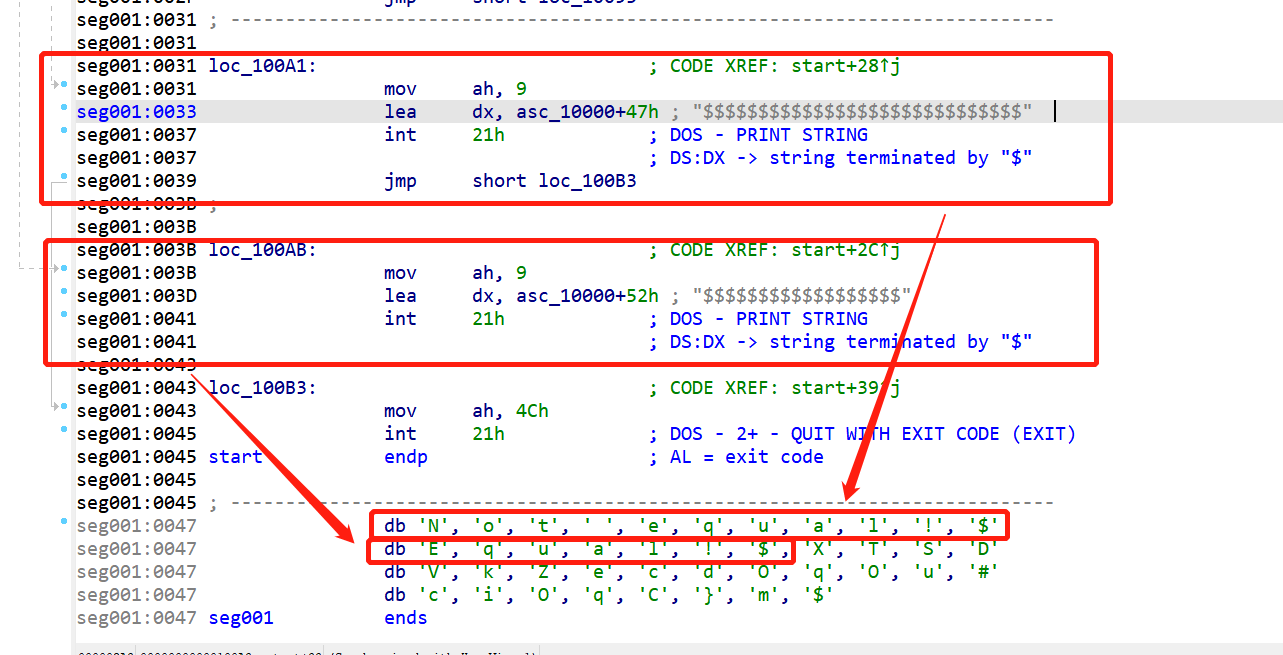 seg001:0031 ; ---------------------------------------------------------------------------
seg001:0031
seg001:0031 loc_100A1: ; CODE XREF: start+28↑j
seg001:0031 mov ah, 9
seg001:0033 lea dx, asc_10000+47h ; "$$$$$$$$$$$$$$$$$$$$$$$$$$$$$"
seg001:0037 int 21h ; DOS - PRINT STRING
seg001:0037 ; DS:DX -> string terminated by "$"
seg001:0039 jmp short loc_100B3
seg001:003B ;
seg001:003B
seg001:003B loc_100AB: ; CODE XREF: start+2C↑j
seg001:003B mov ah, 9
seg001:003D lea dx, asc_10000+52h ; "$$$$$$$$$$$$$$$$$$"
seg001:0041 int 21h ; DOS - PRINT STRING
seg001:0041 ; DS:DX -> string terminated by "$"
seg001:0043
seg001:0043 loc_100B3: ; CODE XREF: start+39↑j
seg001:0043 mov ah, 4Ch
seg001:0045 int 21h ; DOS - 2+ - QUIT WITH EXIT CODE (EXIT)
seg001:0045 start endp ; AL = exit code
seg001:0045
seg001:0045 ; ---------------------------------------------------------------------------
seg001:0047 db 'N', 'o', 't', ' ', 'e', 'q', 'u', 'a', 'l', '!', '$'
seg001:0047 db 'E', 'q', 'u', 'a', 'l', '!', '$', 'X', 'T', 'S', 'D'
seg001:0047 db 'V', 'k', 'Z', 'e', 'c', 'd', 'O', 'q', 'O', 'u', '#'
seg001:0047 db 'c', 'i', 'O', 'q', 'C', '}', 'm', '$'
seg001:0047 seg001 ends